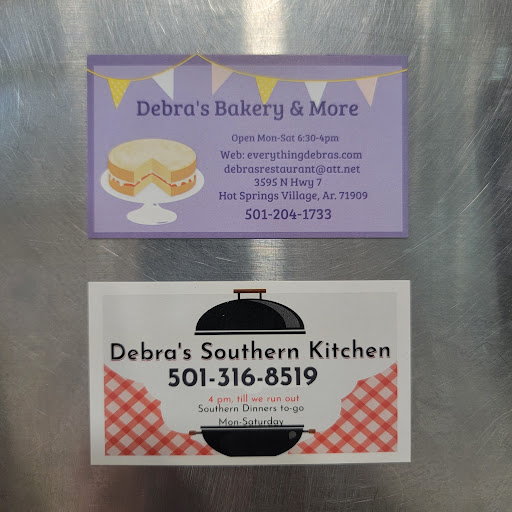 Debra's Bakery & More
Open Mon-Sat 6:30-4pm
Web: everythingdebras.com
debrasrestaurant@att.net
3595 N Hwy 7
Hot Springs Village, Ar. 71909
501-204-1733
Debra's Southern Kitchen
501-316-8519
4 pm, till we run out
Southern Dinners to-go
Mon-Saturday